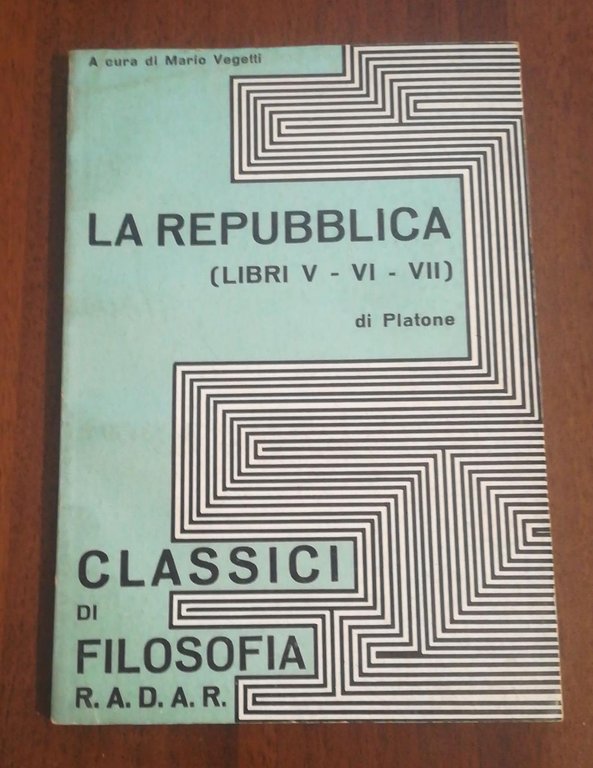 A cura di Mario Vegetti
LA REPUBBLICA
(LIBRI V - VI - VII)
di Platone
CLASSICI
DI
FILOSOFIA
R. A. D. A. R.